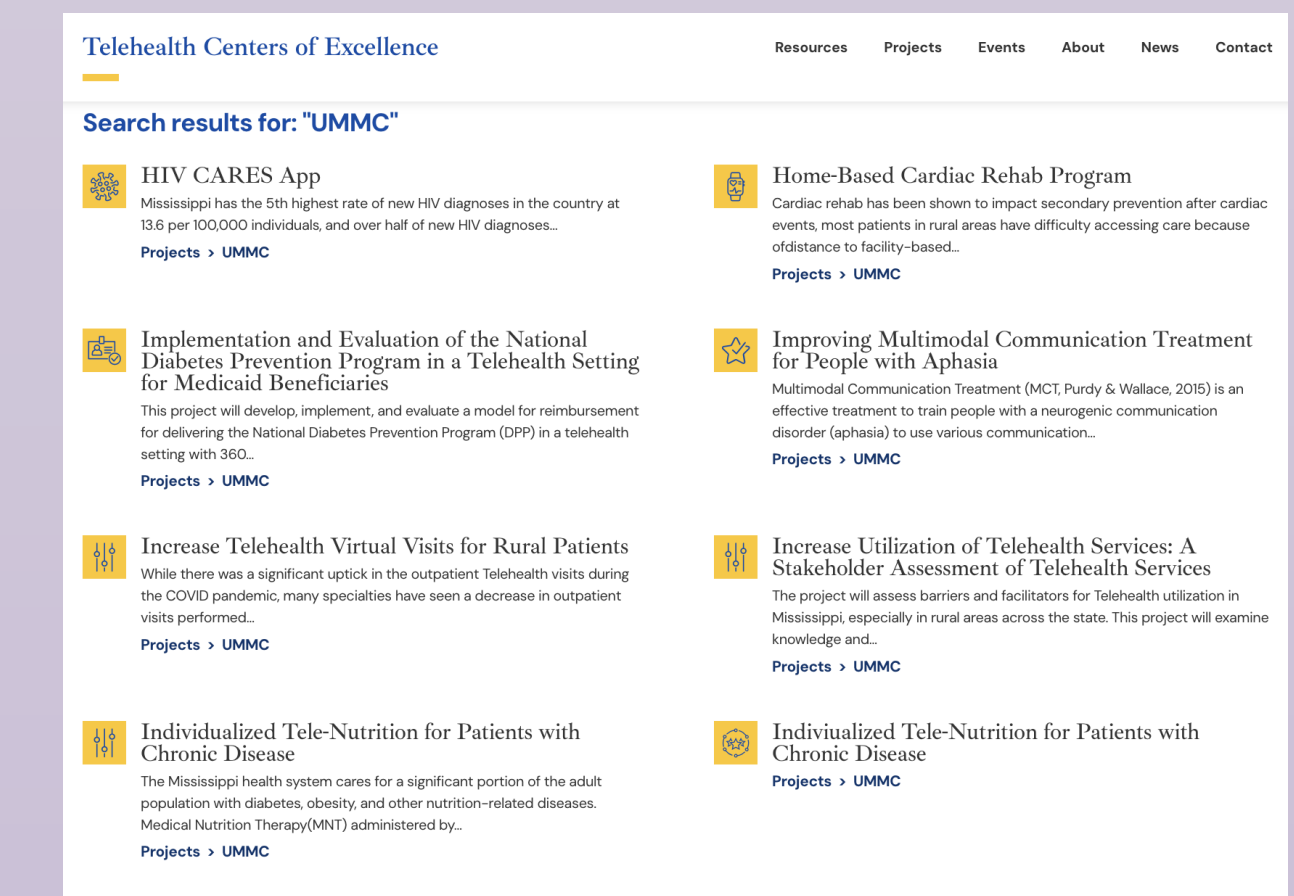 Telehealth Centers of Excellence
Resources Projects Events About News Contact
Search results for: "UMMC"
HIV CARES App
Mississippi has the 5th highest rate of new HIV diagnoses in the country at
13.6 per 100,000 individuals, and over half of new HIV diagnoses...
Projects > UMMC
Home-Based Cardiac Rehab Program
Cardiac rehab has been shown to impact secondary prevention after cardiac
events, most patients in rural areas have difficulty accessing care because
ofdistance to facility-based...
Projects > UMMC
Implementation and Evaluation of the National
Diabetes Prevention Program in a Telehealth Setting
for Medicaid Beneficiaries
This project will develop, implement, and evaluate a model for reimbursement
for delivering the National Diabetes Prevention Program (DPP) in a telehealth
setting with 360...
Projects > UMMC
Improving Multimodal Communication Treatment
for People with Aphasia
Multimodal Communication Treatment (MCT, Purdy & Wallace, 2015) is an
effective treatment to train people with a neurogenic communication
disorder (aphasia) to use various communication...
Projects > UMMC
Increase Telehealth Virtual Visits for Rural Patients
While there was a significant uptick in the outpatient Telehealth visits during
the COVID pandemic, many specialties have seen a decrease in outpatient
visits performed...
Projects > UMMC
Increase Utilization of Telehealth Services: A
Stakeholder Assessment of Telehealth Services
The project will assess barriers and facilitators for Telehealth utilization in
Mississippi, especially in rural areas across the state. This project will examine
knowledge and...
Projects > UMMC
Individualized Tele-Nutrition for Patients with
Chronic Disease
The Mississippi health system cares for a significant portion of the adult
population with diabetes, obesity, and other nutrition-related diseases.
Medical Nutrition Therapy(MNT) administered by...
Projects > UMMC
Indiviualized Tele-Nutrition for Patients with
Chronic Disease
Projects > UMMC